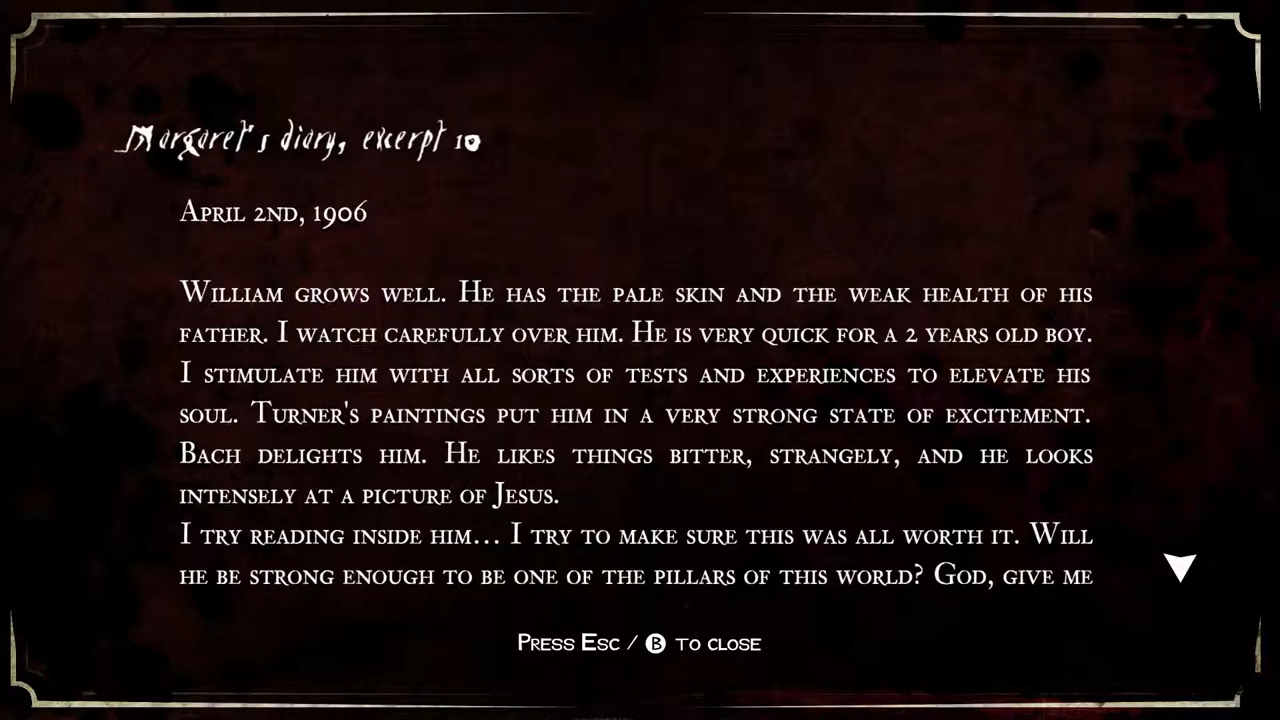 Margaret's diary, excerpt 10
April 2nd, 1906
William grows well. He has the pale skin and the weak health of his
father. I watch carefully over him. He is very quick for a 2 years old boy.
I stimulate him with all sorts of tests and experiences to elevate his
soul. Turner's paintings put him in a very strong state of excitement.
Bach delights him. He likes things bitter, strangely, and he looks
intensely at a picture of Jesus.
I try reading inside him... I try to make sure this was all worth it. Will
he be strong enough to be one of the pillars of this world? God, give me
Press Esc / B to close